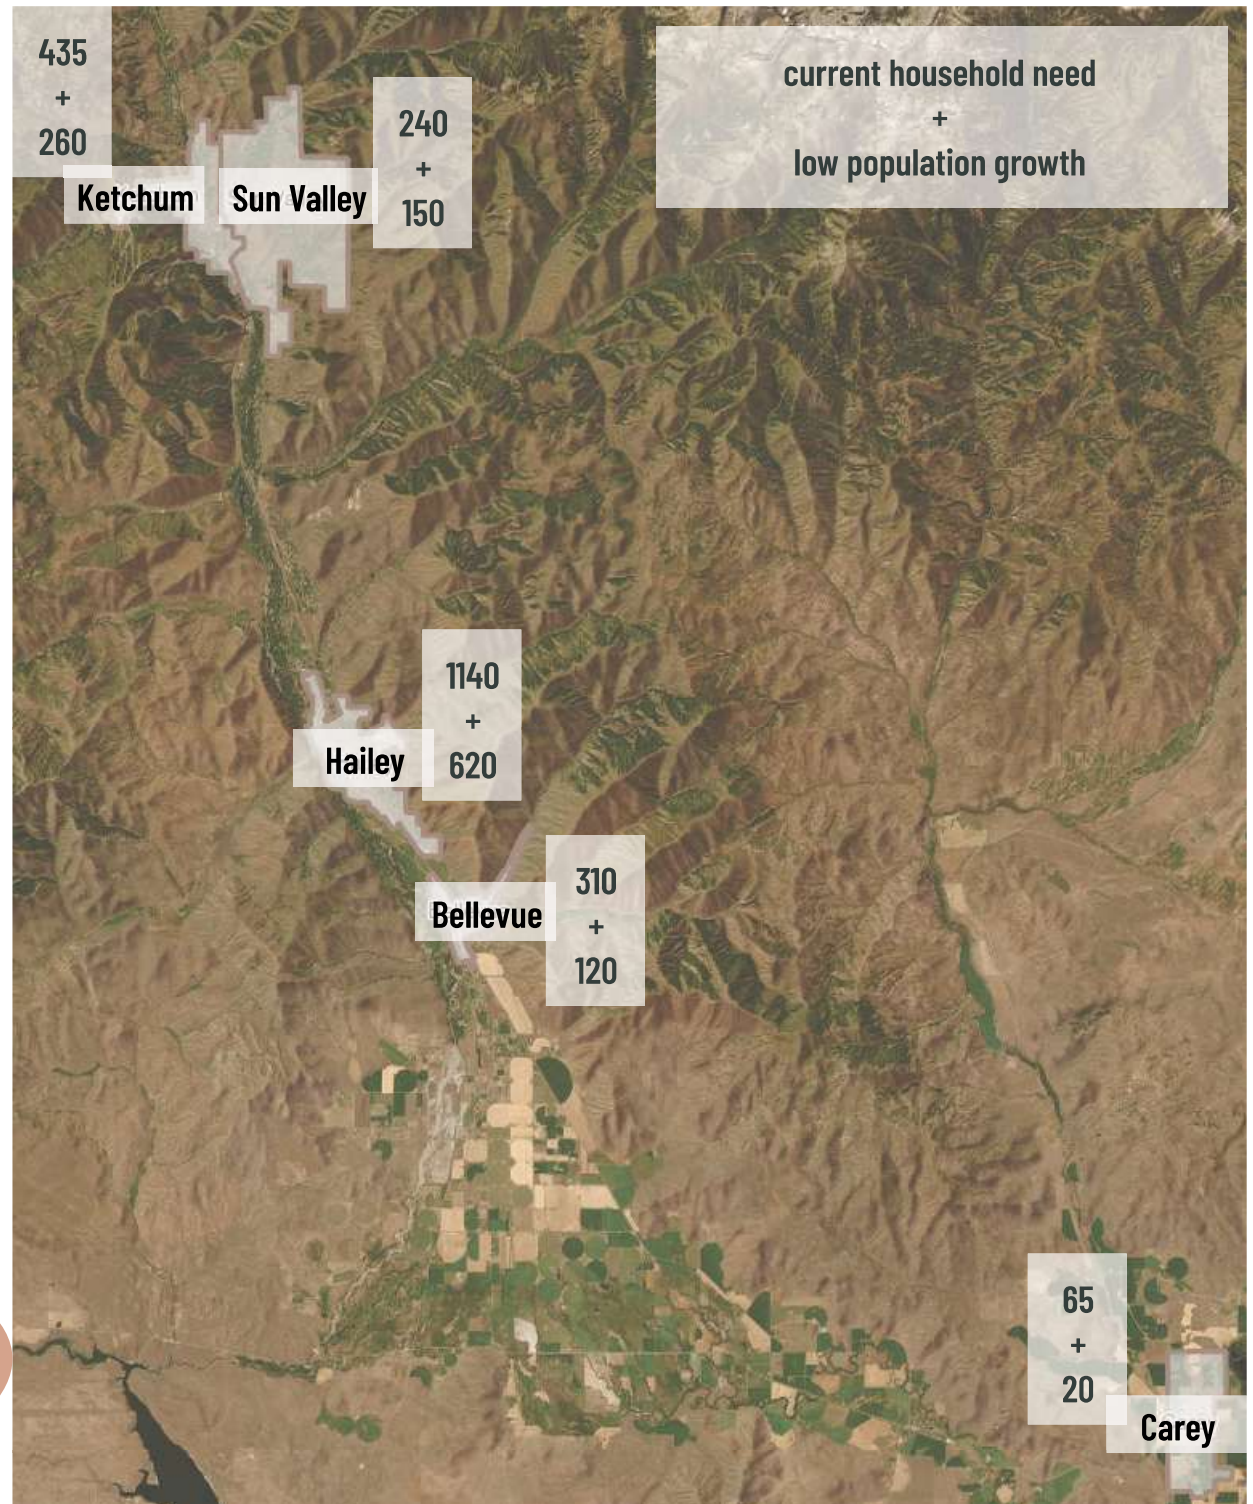 435
+
260
Ketchum
Sun Valley
240
+
150
current household need
+
low population growth
1140
+
620
Hailey
310
+
120
Bellevue
65
+
20
Carey